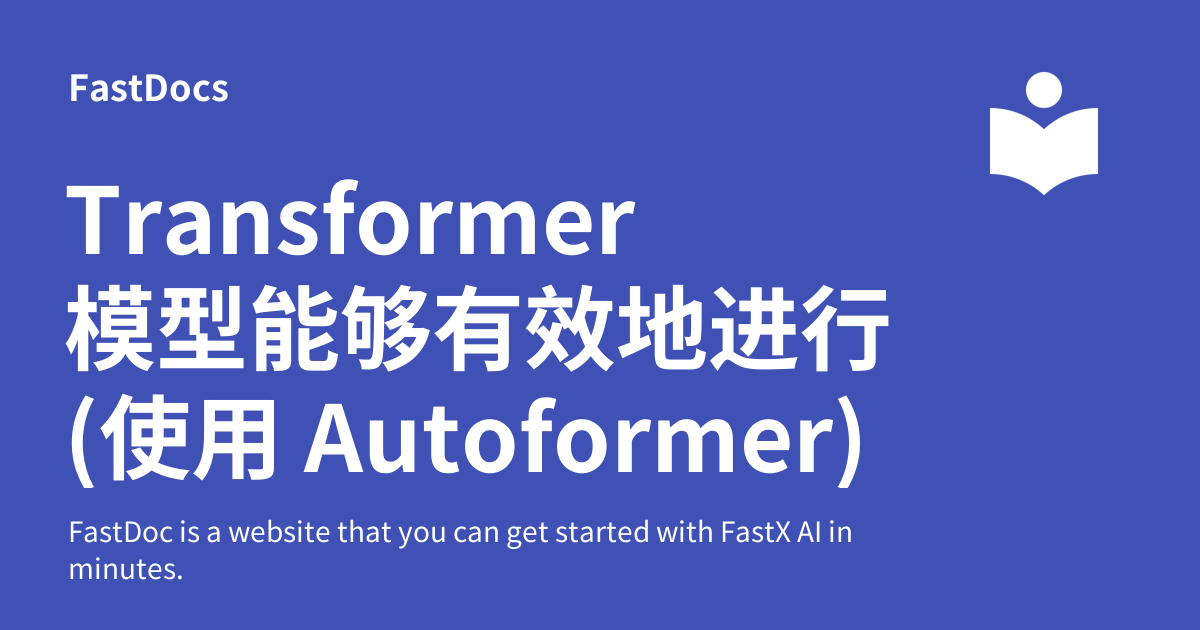 FastDocs
Transformer
模型能够有效地进行
(使用 Autoformer)
FastDoc is a website that you can get started with FastX AI in
minutes.